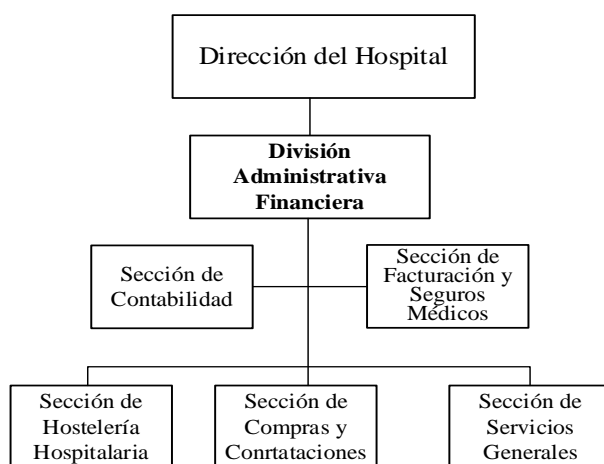 Dirección del Hospital
División
Administrativa
Financiera
Sección de
Contabilidad
Sección de
Facturación y
Seguros
Médicos
Sección de
Hostelería
Hospitalaria
Sección de
Compras y
Conrtataciones
Sección de
Servicios
Generales